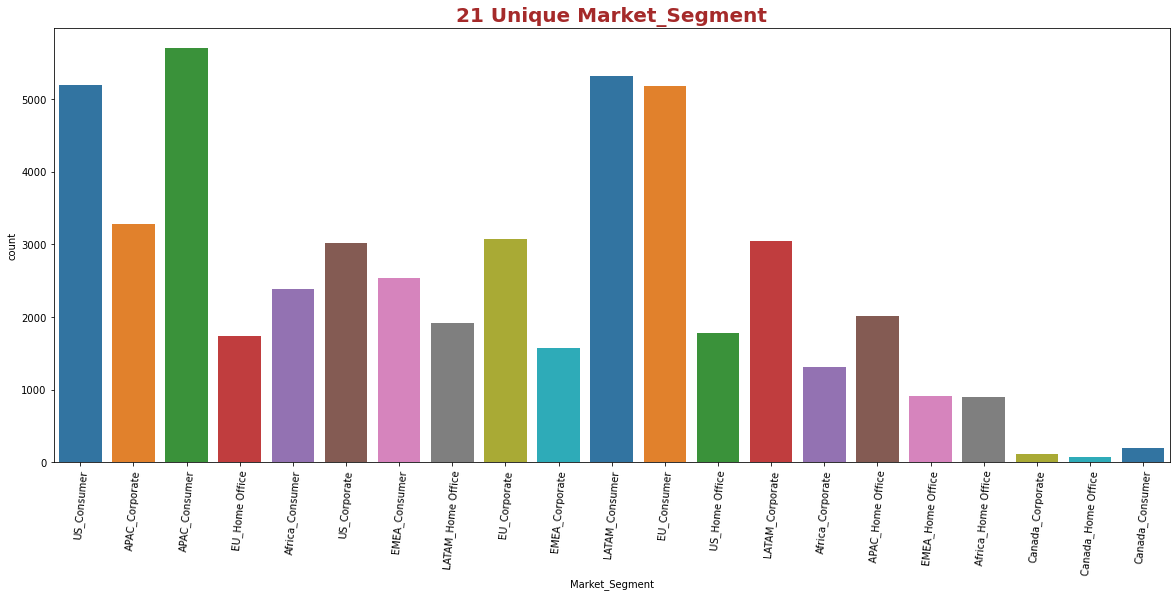 21 Unique Market_Segment
count
5000
4000
3000
2000
1000
0
US_Consumer
APAC_Corporate
APAC_Consumer
EU_Home Office
Africa_Consumer
US_Corporate
EMEA_Consumer
LATAM_Home Office
EU_Corporate
EMEA_Corporate
LATAM_Consumer
EU_Consumer
US_Home Office
LATAM_Corporate
Africa_Corporate
APAC_Home Office
EMEA_Home Office
Africa_Home Office
Canada_Corporate
Canada_Home Office
Canada_Consumer
Market_Segment